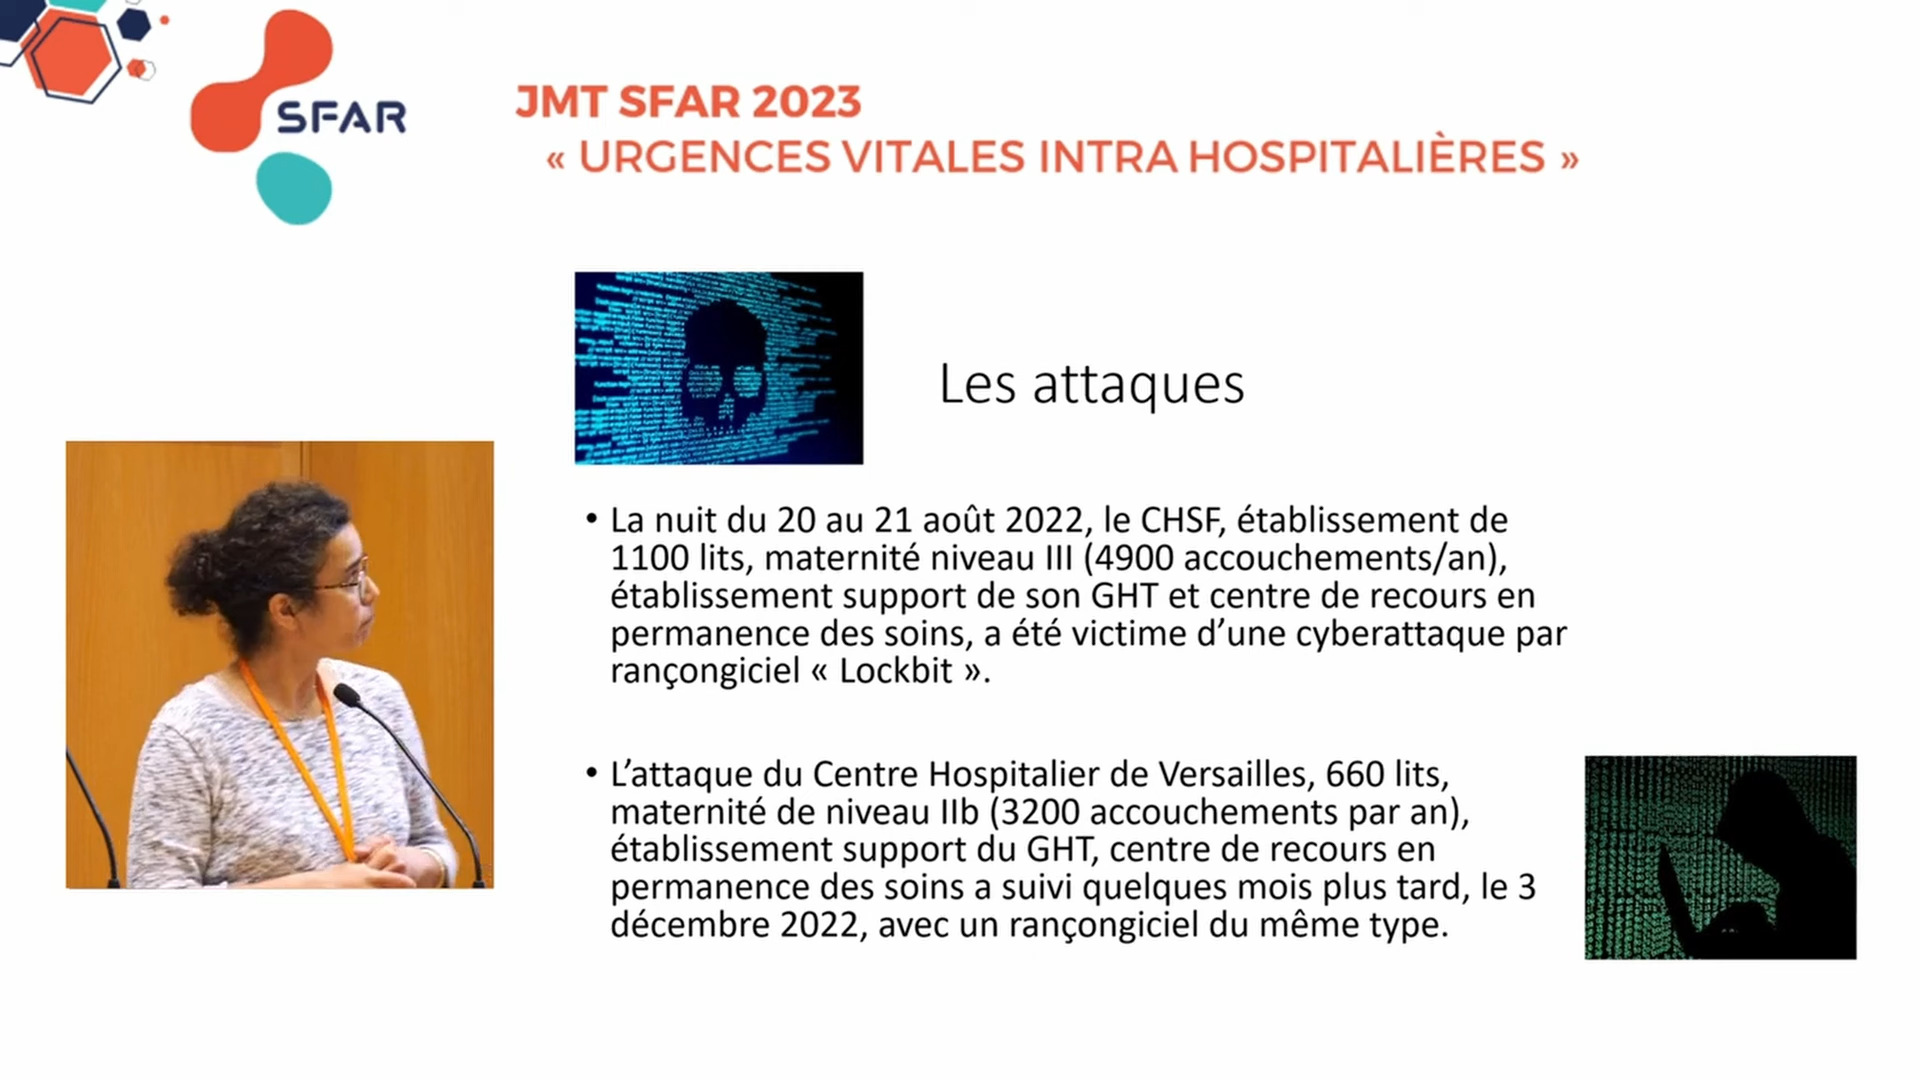 SFAR
JMT SFAR 2023
« URGENCES VITALES INTRA HOSPITALIÈRES »
Les attaques
• La nuit du 20 au 21 août 2022, le CHSF, établissement de
1100 lits, maternité niveau III (4900 accouchements/an),
établissement support de son GHT et centre de recours en
permanence des soins, a été victime d’une cyberattaque par
rançongiciel « Lockbit ».
• L’attaque du Centre Hospitalier de Versailles, 660 lits,
maternité de niveau IIb (3200 accouchements par an),
établissement support du GHT, centre de recours en
permanence des soins a suivi quelques mois plus tard, le 3
décembre 2022, avec un rançongiciel du même type.